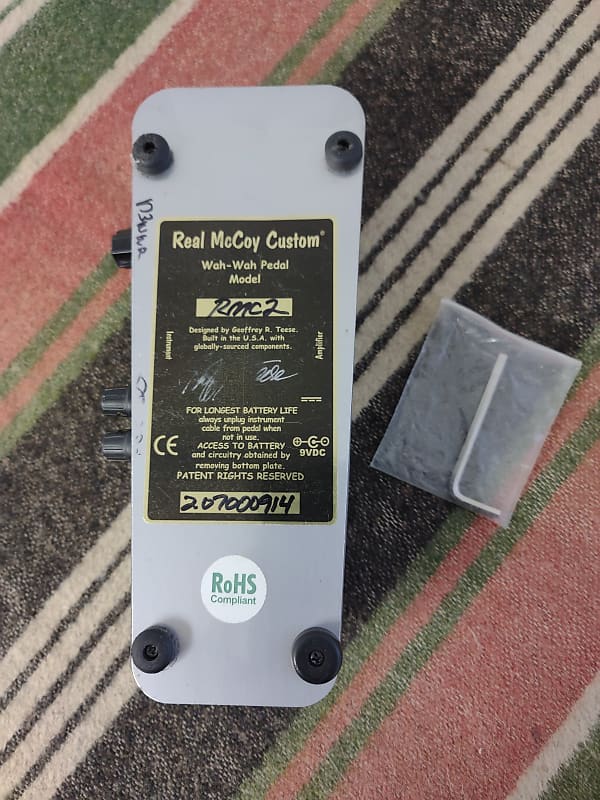 Real McCoy Custom®
Wah-Wah Pedal
Model
RMC2
Designed by Geoffrey R. Teese.
Built in the U.S.A. with
globally-sourced components.
Instrument
Amplifier
FOR LONGEST BATTERY LIFE
always unplug instrument
cable from pedal when
not in use.
ACCESS TO BATTERY
and circuitry obtained by
removing bottom plate.
PATENT RIGHTS RESERVED
CE
9VDC
207000914
RoHS
Compliant